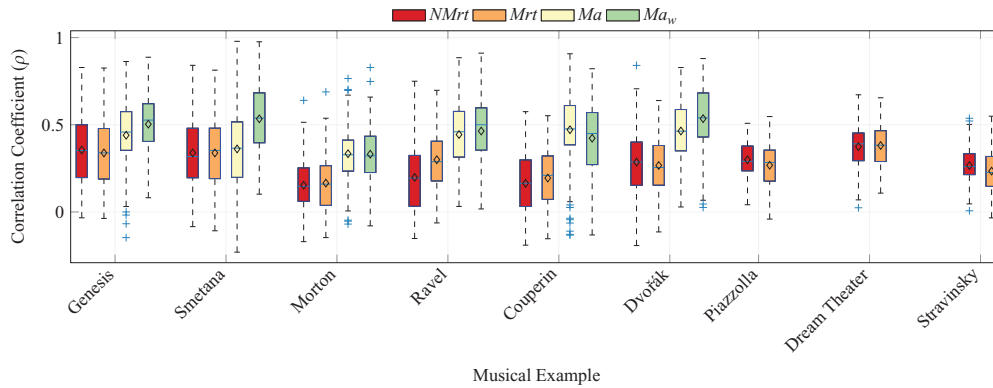 NMrt Mrt Ma Ma_w
Correlation Coefficient (ρ)
1
0.5
0
Genesis
Smetana
Morton
Ravel
Couperin
Dvořák
Piazzolla
Dream Theater
Stravinsky
Musical Example